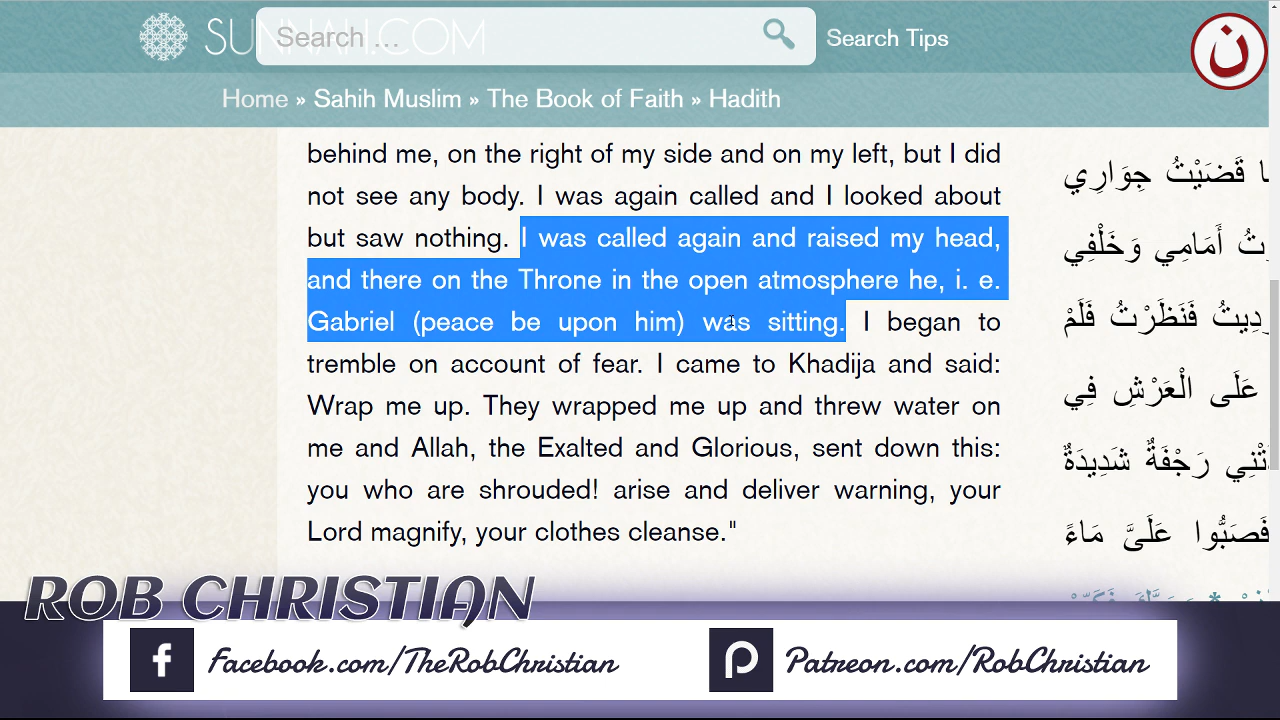 SUNNAH.COM
Search ...
Search Tips
ن
Home » Sahih Muslim » The Book of Faith » Hadith
behind me, on the right of my side and on my left, but I did
not see any body. I was again called and I looked about
but saw nothing. I was called again and raised my head,
and there on the Throne in the open atmosphere he, i. e.
Gabriel (peace be upon him) was sitting. I began to
tremble on account of fear. I came to Khadija and said:
Wrap me up. They wrapped me up and threw water on
me and Allah, the Exalted and Glorious, sent down this:
you who are shrouded! arise and deliver warning, your
Lord magnify, your clothes cleanse."
قَضَيْتُ جِوَارِي
أَمَامِي وَخَلْفِي
فَنَظَرْتُ فَلَمْ
عَلَى الْعَرْشِ فِي
رَجْفَةٌ شَدِيدَةٌ
فَصَبُّوا عَلَىَّ مَاءً
ROB CHRISTIAN
f Facebook.com/TheRobChristian
Patreon.com/RobChristian